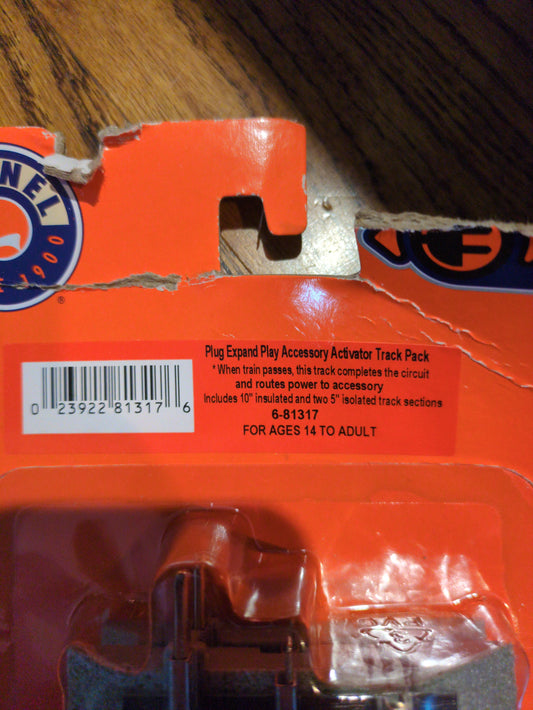 NEL
1900
®
Plug Expand Play Accessory Activator Track Pack
* When train passes, this track completes the circuit
and routes power to accessory
Includes 10" insulated and two 5" isolated track sections
6-81317
FOR AGES 14 TO ADULT
0 23922 81317 6